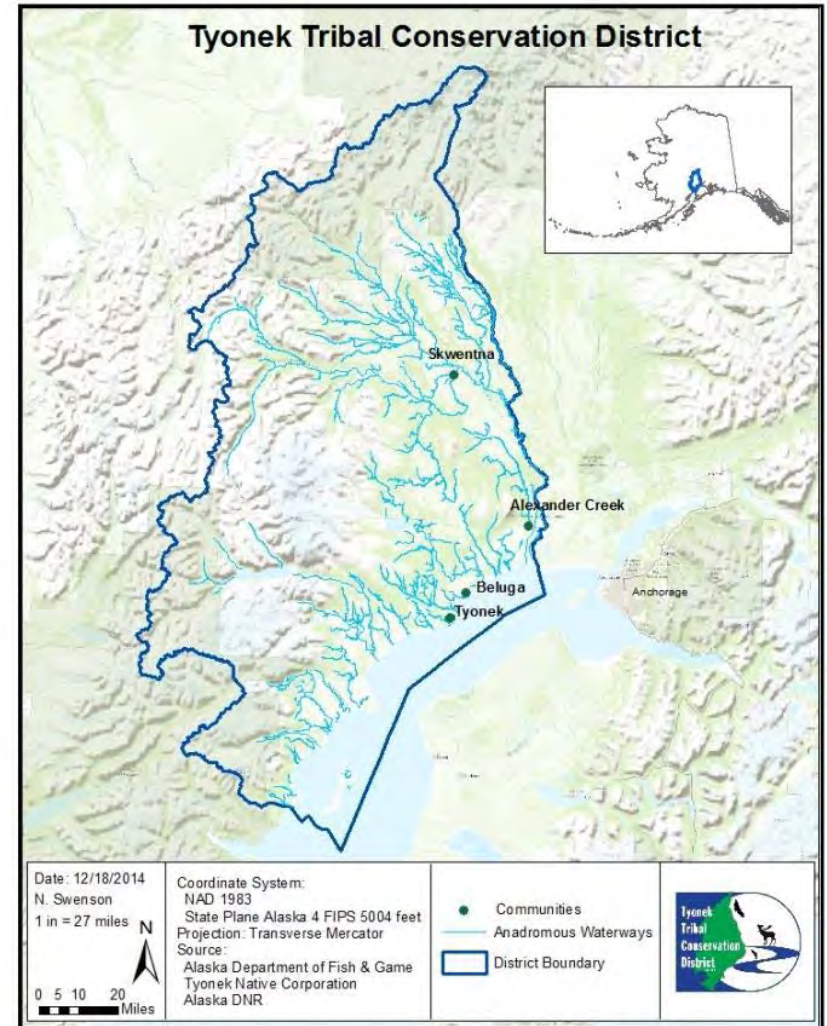 Tyonek Tribal Conservation District
Skwentna
Alexander Creek
Beluga
Tyonek
Anchorage
Date: 12/18/2014
N. Swenson
1 in = 27 miles
N
0 5 10 20
Miles
Coordinate System:
NAD 1983
State Plane Alaska 4 FIPS 5004 feet
Projection: Transverse Mercator
Source:
Alaska Department of Fish & Game
Tyonek Native Corporation
Alaska DNR
Communities
Anadromous Waterways
District Boundary
Tyonek
Tribal
Conservation
District